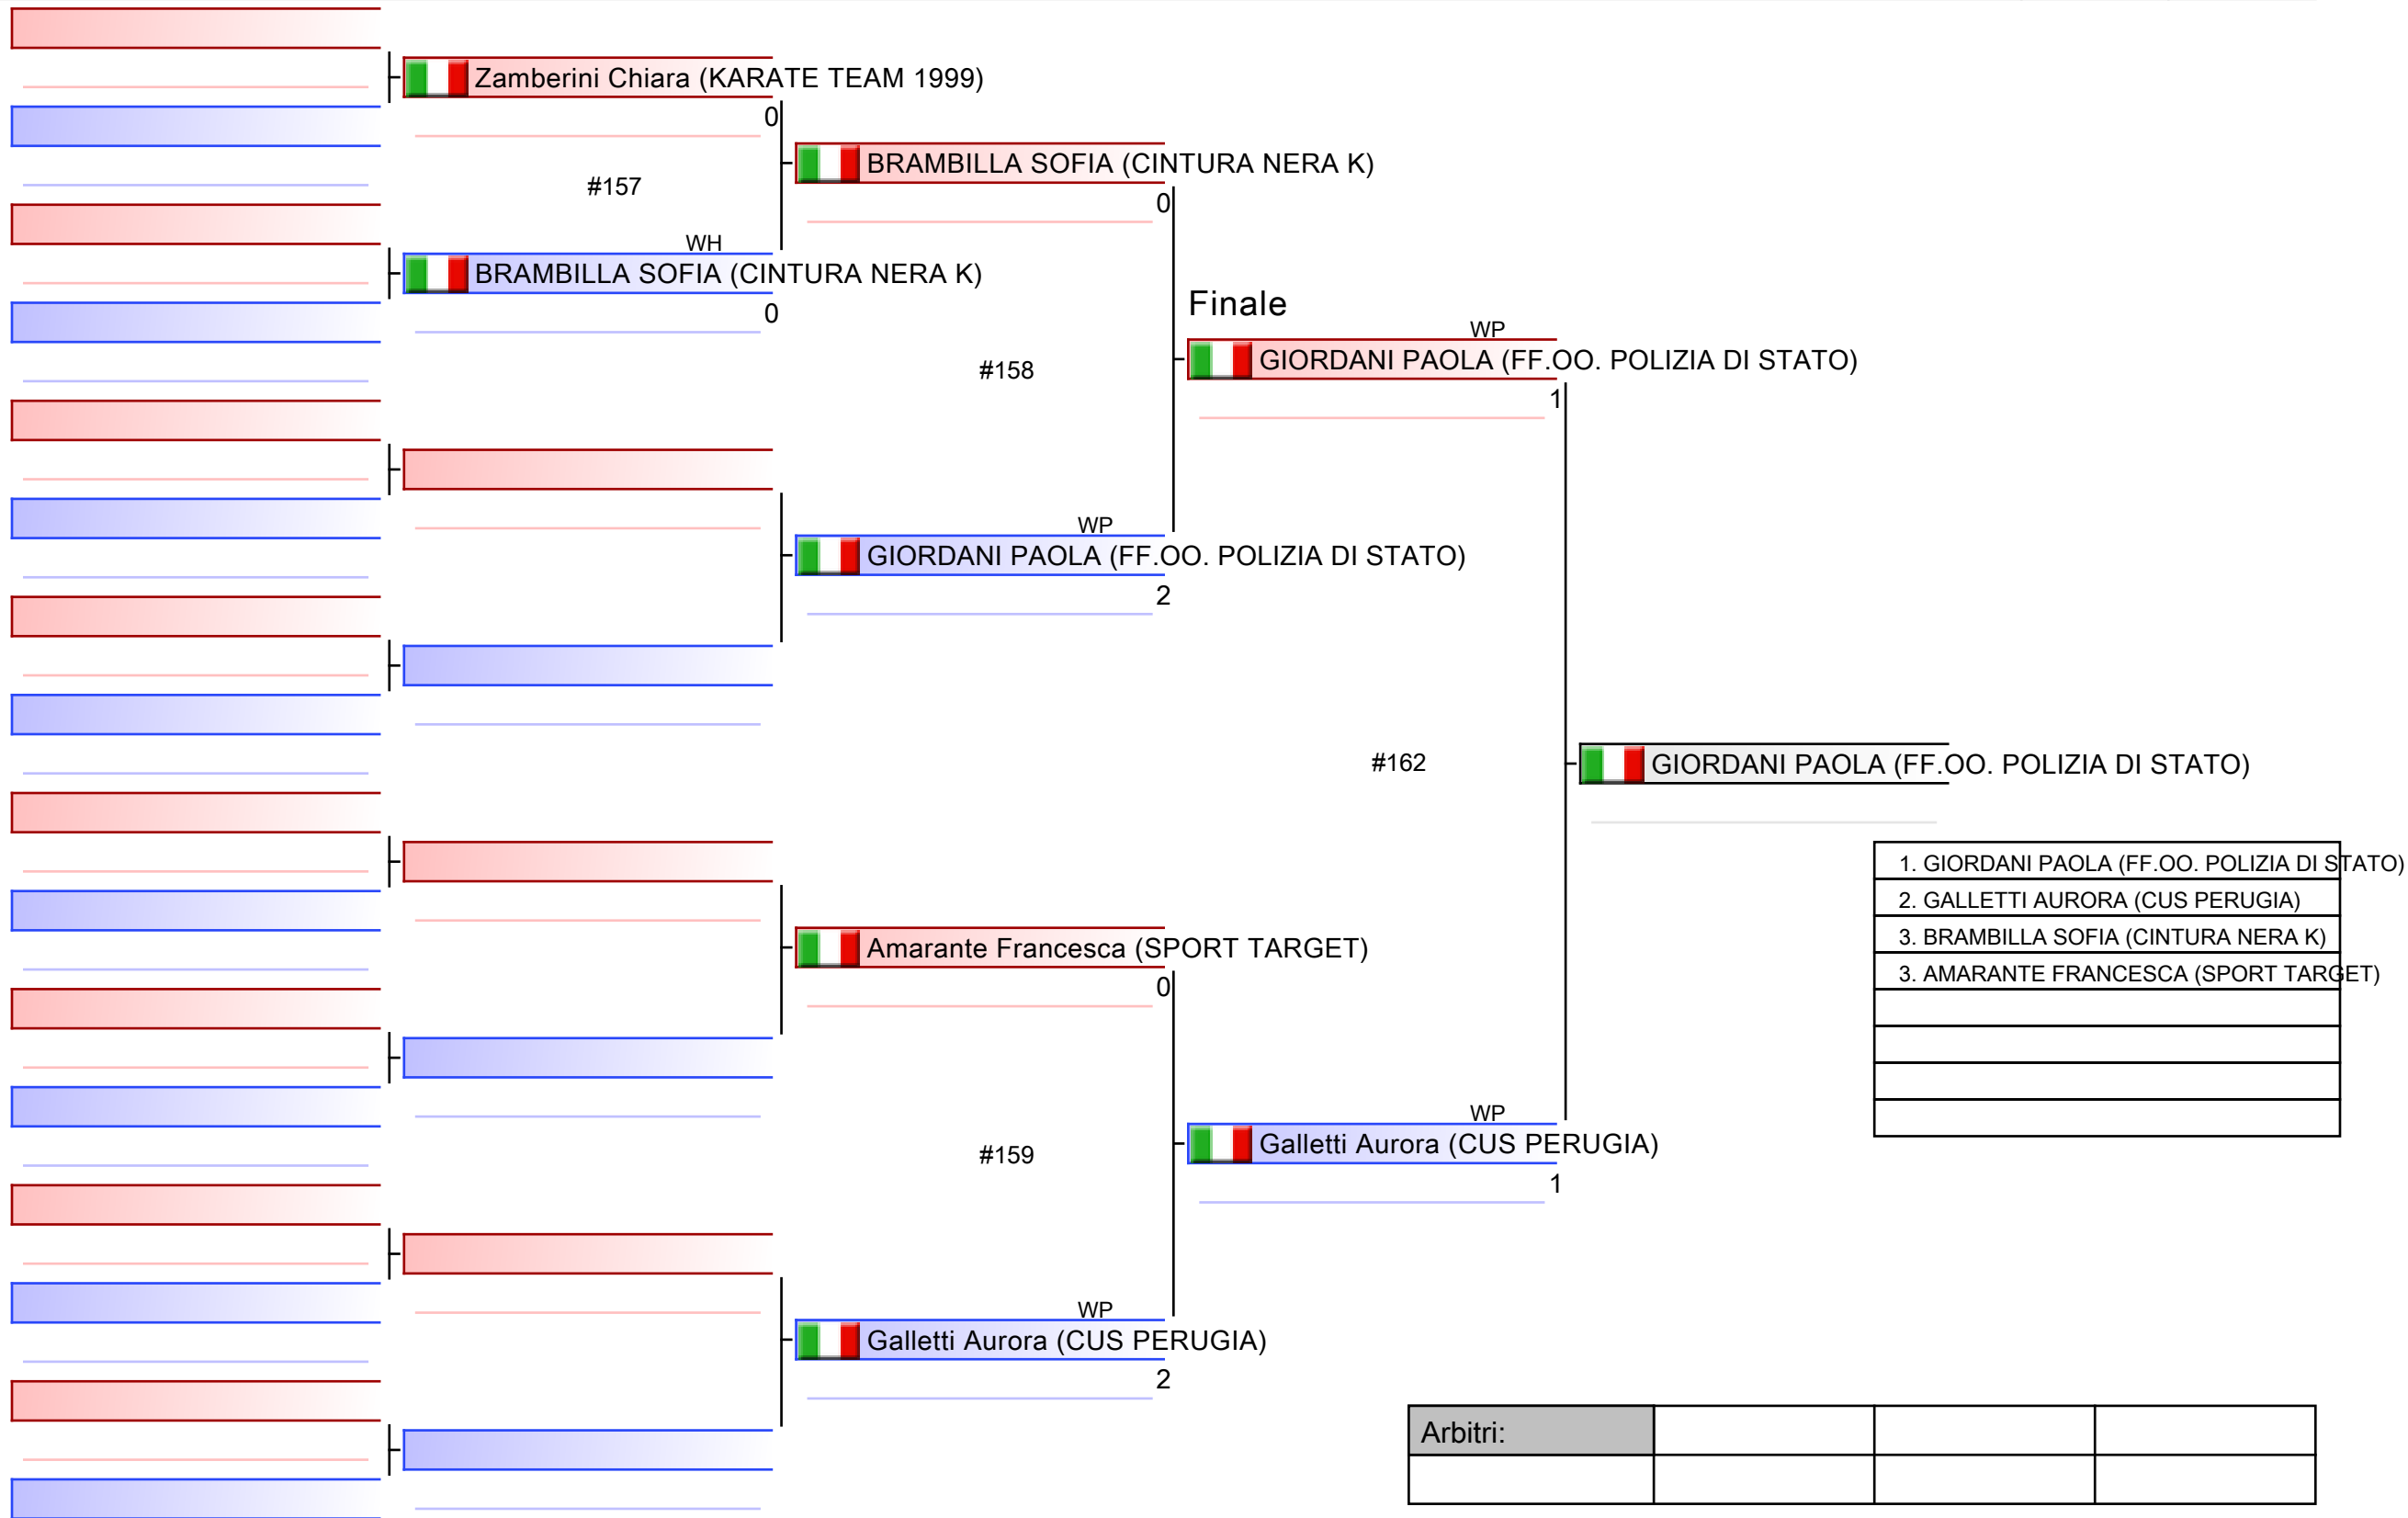 Zamberini Chiara (KARATE TEAM 1999)
0
#157
WH
BRAMBILLA SOFIA (CINTURA NERA K)
0
BRAMBILLA SOFIA (CINTURA NERA K)
0
#158
WP
GIORDANI PAOLA (FF.OO. POLIZIA DI STATO)
2
Finale
WP
GIORDANI PAOLA (FF.OO. POLIZIA DI STATO)
1
#162
GIORDANI PAOLA (FF.OO. POLIZIA DI STATO)
Amarante Francesca (SPORT TARGET)
0
#159
WP
Galletti Aurora (CUS PERUGIA)
2
WP
Galletti Aurora (CUS PERUGIA)
1
1. GIORDANI PAOLA (FF.OO. POLIZIA DI STATO)
2. GALLETTI AURORA (CUS PERUGIA)
3. BRAMBILLA SOFIA (CINTURA NERA K)
3. AMARANTE FRANCESCA (SPORT TARGET)
Arbitri: